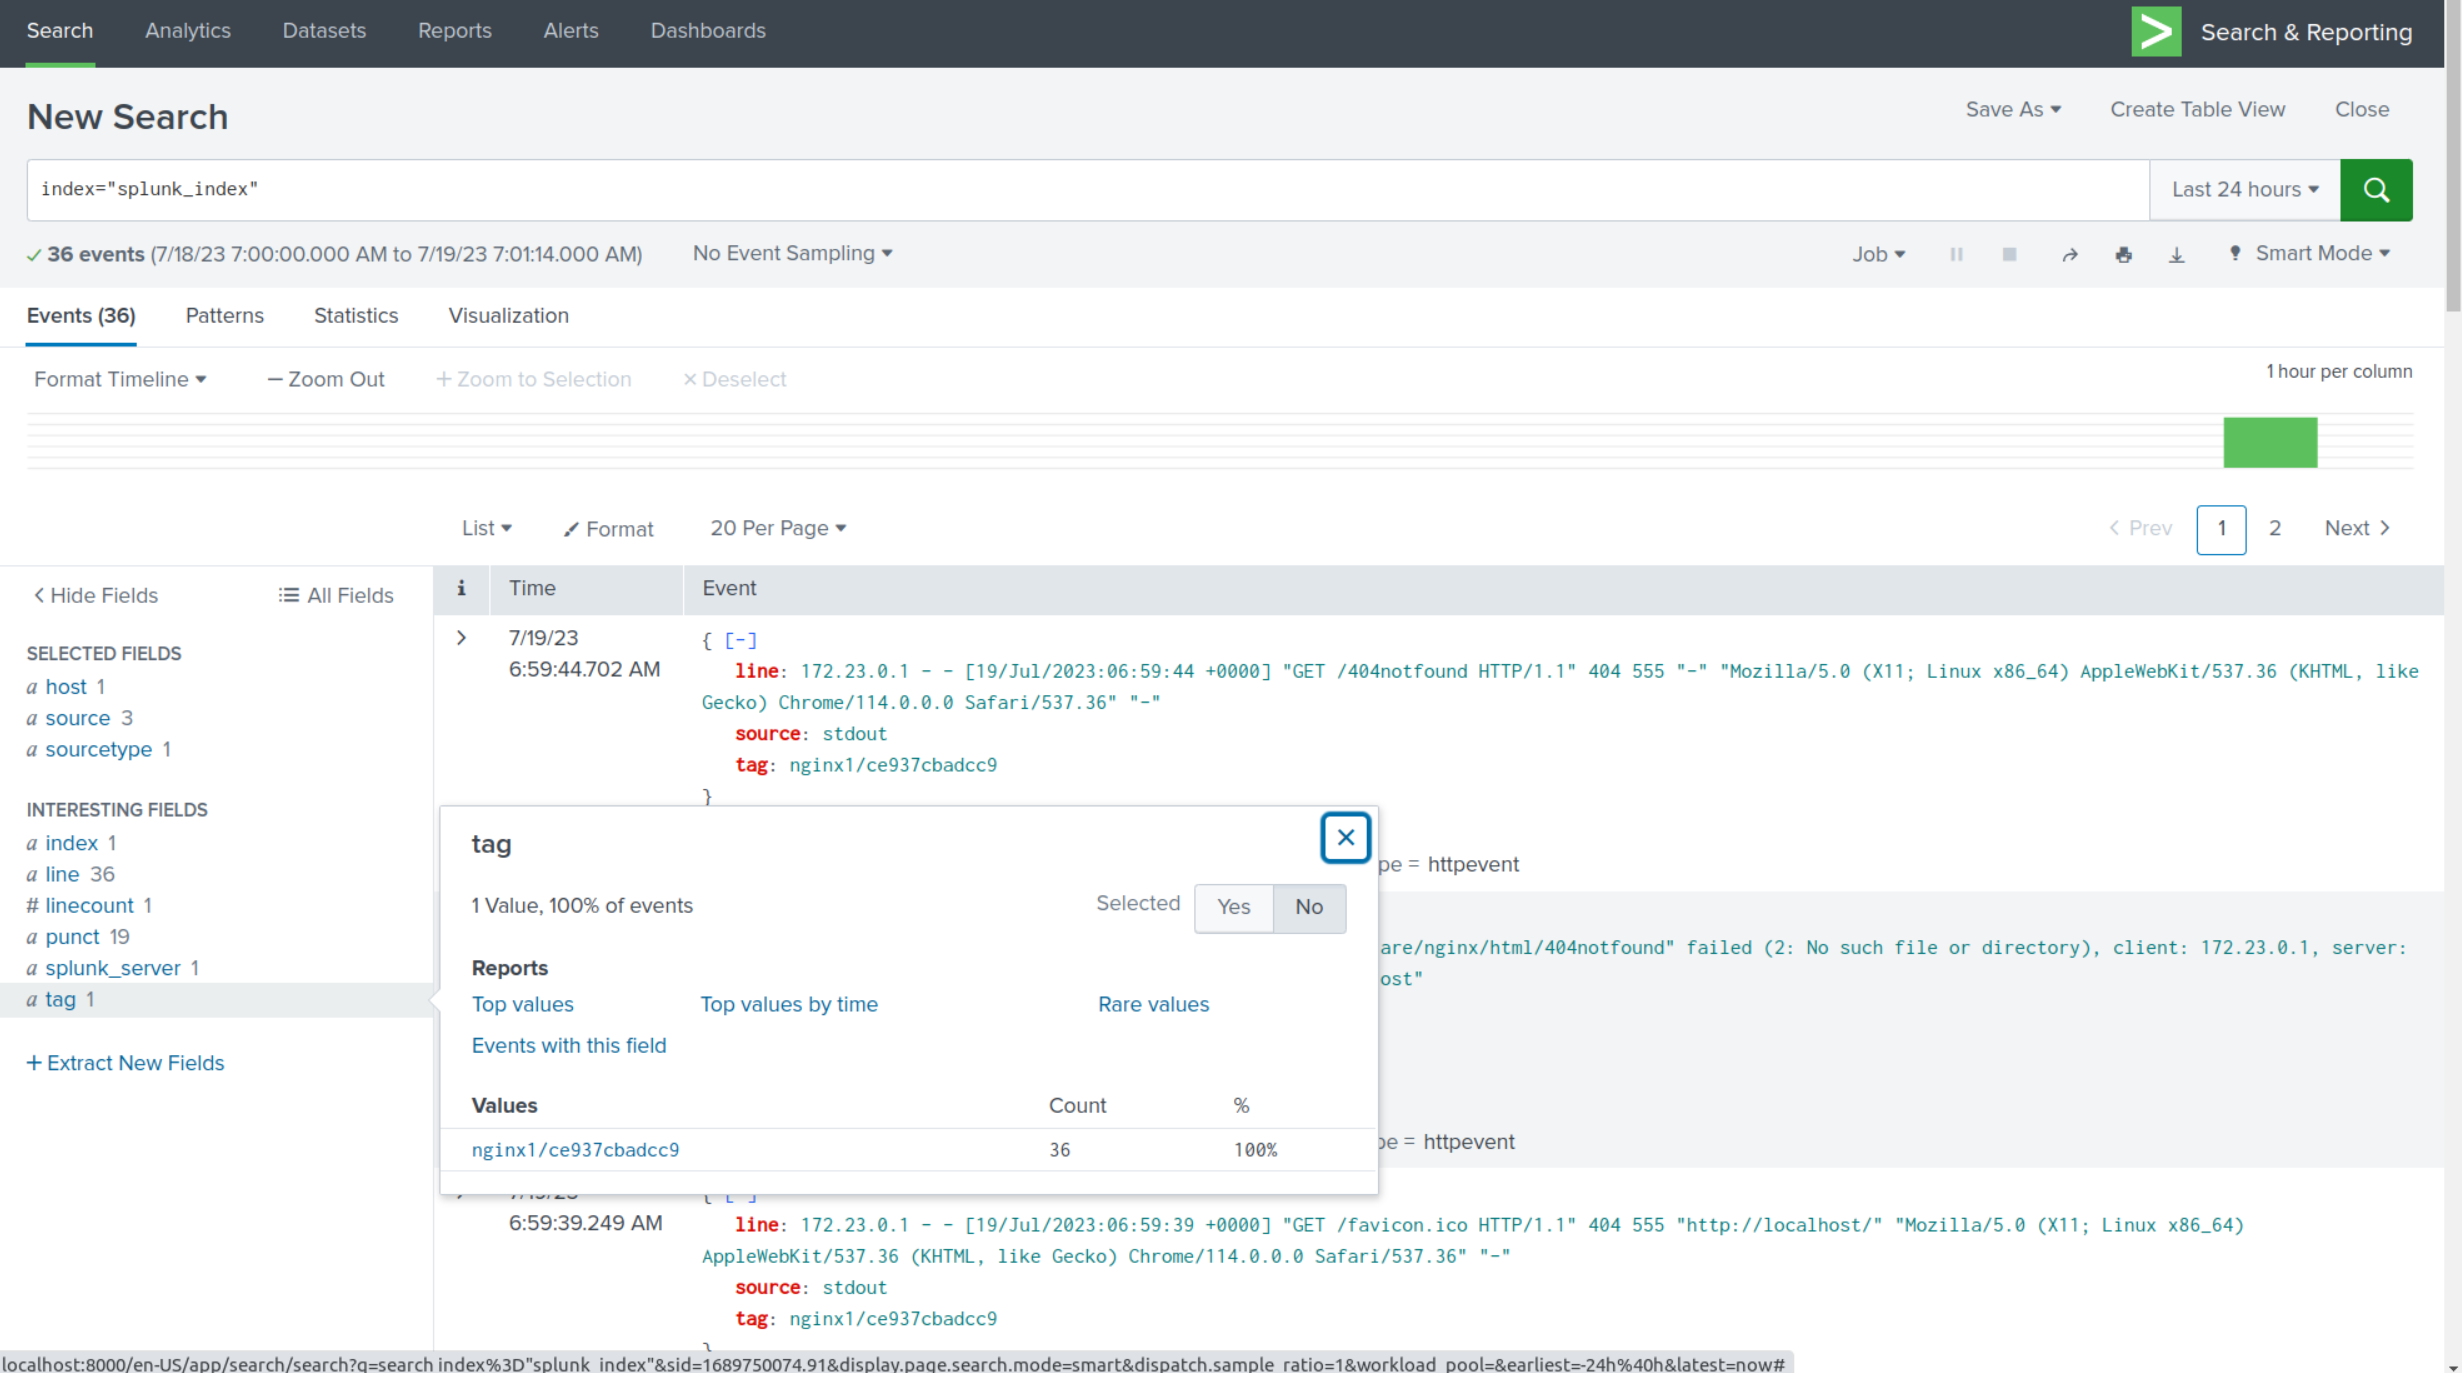 Search Analytics Datasets Reports Alerts Dashboards Search & Reporting
New Search
Save As Create Table View Close
index="splunk_index"
Last 24 hours
36 events (7/18/23 7:00:00.000 AM to 7/19/23 7:01:14.000 AM) No Event Sampling Job Smart Mode
Events (36) Patterns Statistics Visualization
Format Timeline — Zoom Out + Zoom to Selection × Deselect
1 hour per column
List Format 20 Per Page < Prev 1 2 Next >
< Hide Fields All Fields
i Time Event
SELECTED FIELDS
a host 1
a source 3
a sourcetype 1
INTERESTING FIELDS
a index 1
a line 36
# linecount 1
a punct 19
a splunk_server 1
a tag 1
+ Extract New Fields
> 7/19/23
6:59:44.702 AM
{ [-]
line: 172.23.0.1 - - [19/Jul/2023:06:59:44 +0000] "GET /404notfound HTTP/1.1" 404 555 "-" "Mozilla/5.0 (X11; Linux x86_64) AppleWebKit/537.36 (KHTML, like
Gecko) Chrome/114.0.0.0 Safari/537.36" "-"
source: stdout
tag: nginx1/ce937cbadcc9
}
pe = httpevent
are/nginx/html/404notfound" failed (2: No such file or directory), client: 172.23.0.1, server:
ost"
pe = httpevent
tag
×
1 Value, 100% of events
Selected Yes No
Reports
Top values Top values by time Rare values
Events with this field
Values Count %
nginx1/ce937cbadcc9 36 100%
6:59:39.249 AM
line: 172.23.0.1 - - [19/Jul/2023:06:59:39 +0000] "GET /favicon.ico HTTP/1.1" 404 555 "http://localhost/" "Mozilla/5.0 (X11; Linux x86_64)
AppleWebKit/537.36 (KHTML, like Gecko) Chrome/114.0.0.0 Safari/537.36" "-"
source: stdout
tag: nginx1/ce937cbadcc9
localhost:8000/en-US/app/search/search?q=search index%3D"splunk_index"&sid=1689750074.91&display.page.search.mode=smart&dispatch.sample_ratio=1&workload_pool=&earliest=-24h%40h&latest=now#